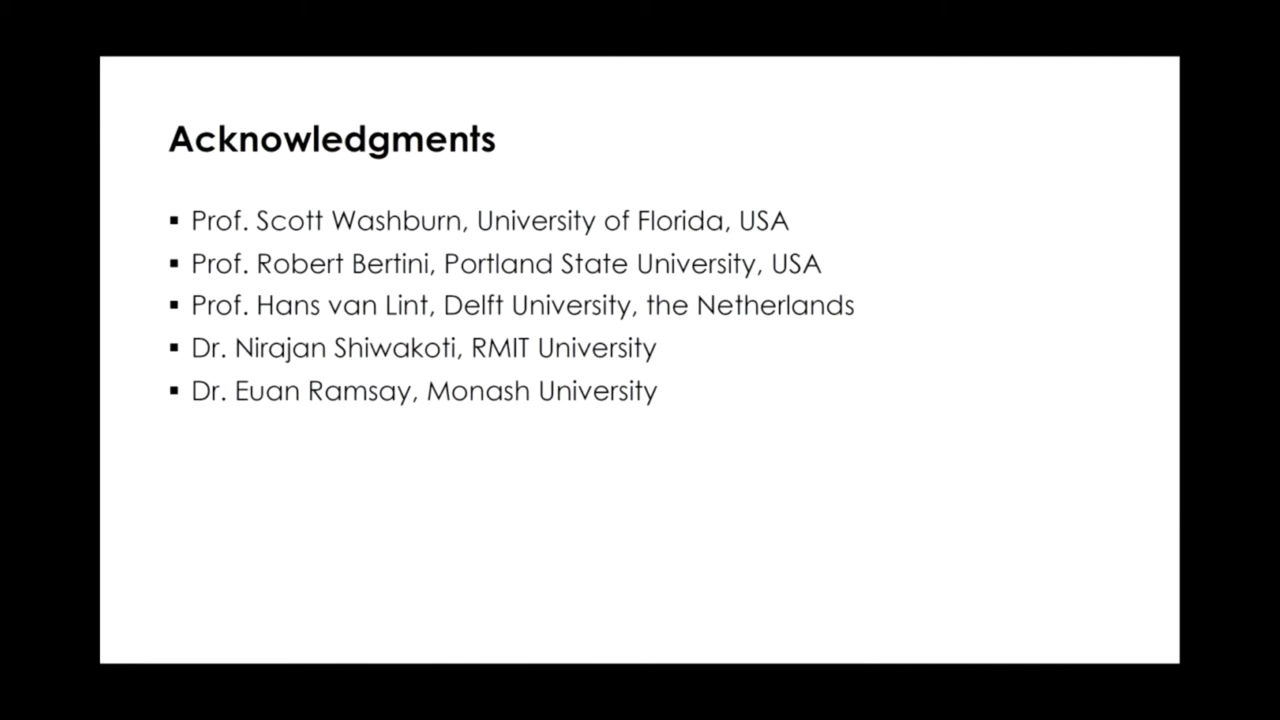 Acknowledgments
▪ Prof. Scott Washburn, University of Florida, USA
▪ Prof. Robert Bertini, Portland State University, USA
▪ Prof. Hans van Lint, Delft University, the Netherlands
▪ Dr. Nirajan Shiwakoti, RMIT University
▪ Dr. Euan Ramsay, Monash University